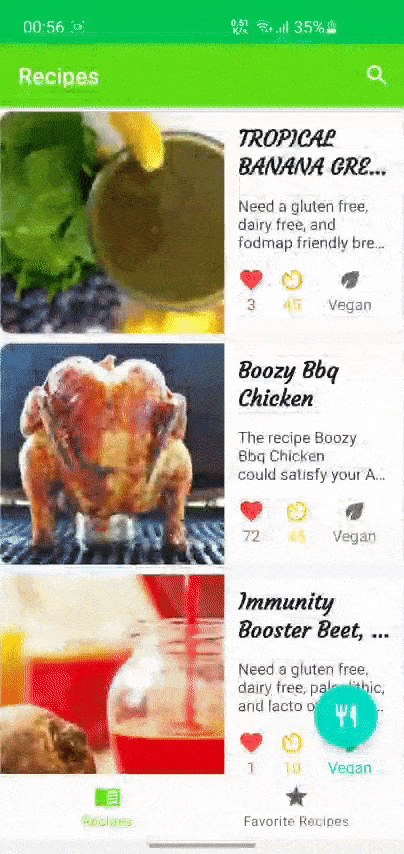 00:56
0.51
K/s
35%
Recipes
TROPICAL
BANANA GRE...
Need a gluten free,
dairy free, and
fodmap friendly bre...
3
45
Vegan
Boozy Bbq
Chicken
The recipe Boozy
Bbq Chicken
could satisfy your A...
72
45
Vegan
Immunity
Booster Beet, ...
Need a gluten free,
dairy free,
and lacto
1
10
Vegan
Recipes
Favorite Recipes